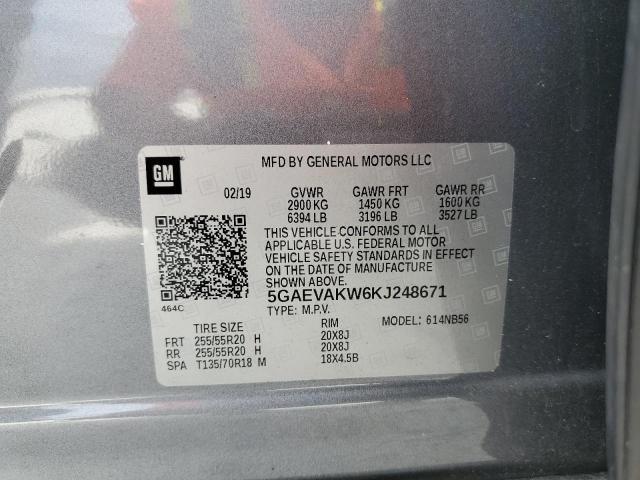 GM
MFD BY GENERAL MOTORS LLC
02/19 GVWR GAWR FRT GAWR RR
2900 KG 1450 KG 1600 KG
6394 LB 3196 LB 3527 LB
THIS VEHICLE CONFORMS TO ALL
APPLICABLE U.S. FEDERAL MOTOR
VEHICLE SAFETY STANDARDS IN EFFECT
ON THE DATE OF MANUFACTURE
SHOWN ABOVE.
464C
5GAEVAKW6KJ248671
TYPE: M.P.V.
TIRE SIZE RIM MODEL: 614NB56
FRT 255/55R20 H 20X8J
RR 255/55R20 H 20X8J
SPA T135/70R18 M 18X4.5B